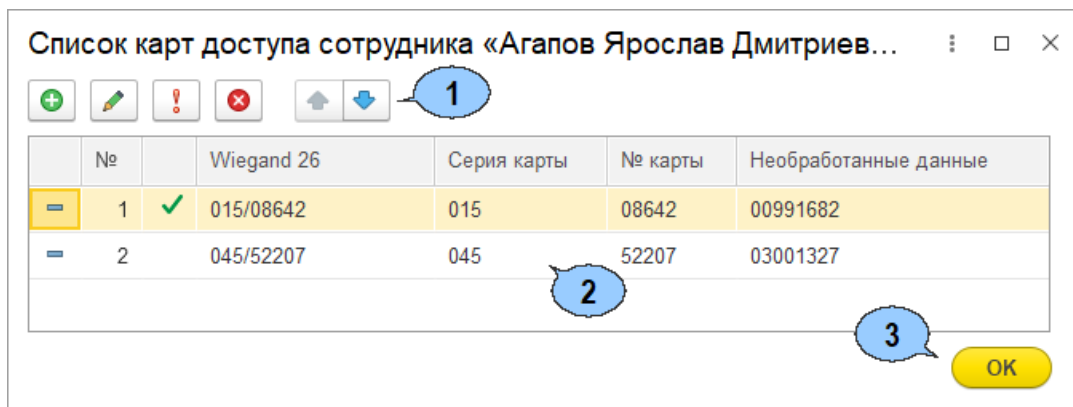 Список карт доступа сотрудника «Агапов Ярослав Дмитриев...
1
№ Wiegand 26 Серия карты № карты Необработанные данные
1 015/08642 015 08642 00991682
2 045/52207 045 52207 03001327
2
3
ОК